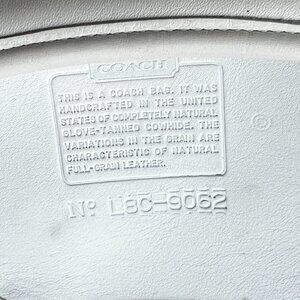 COACH
THIS IS A COACH BAG. IT WAS
HANDCRAFTED IN THE UNITED
STATES OF COMPLETELY NATURAL
GLOVE-TANNED COWHIDE. THE
VARIATIONS IN THE GRAIN ARE
CHARACTERISTIC OF NATURAL
FULL-GRAIN LEATHER.
Nº L8C-9062